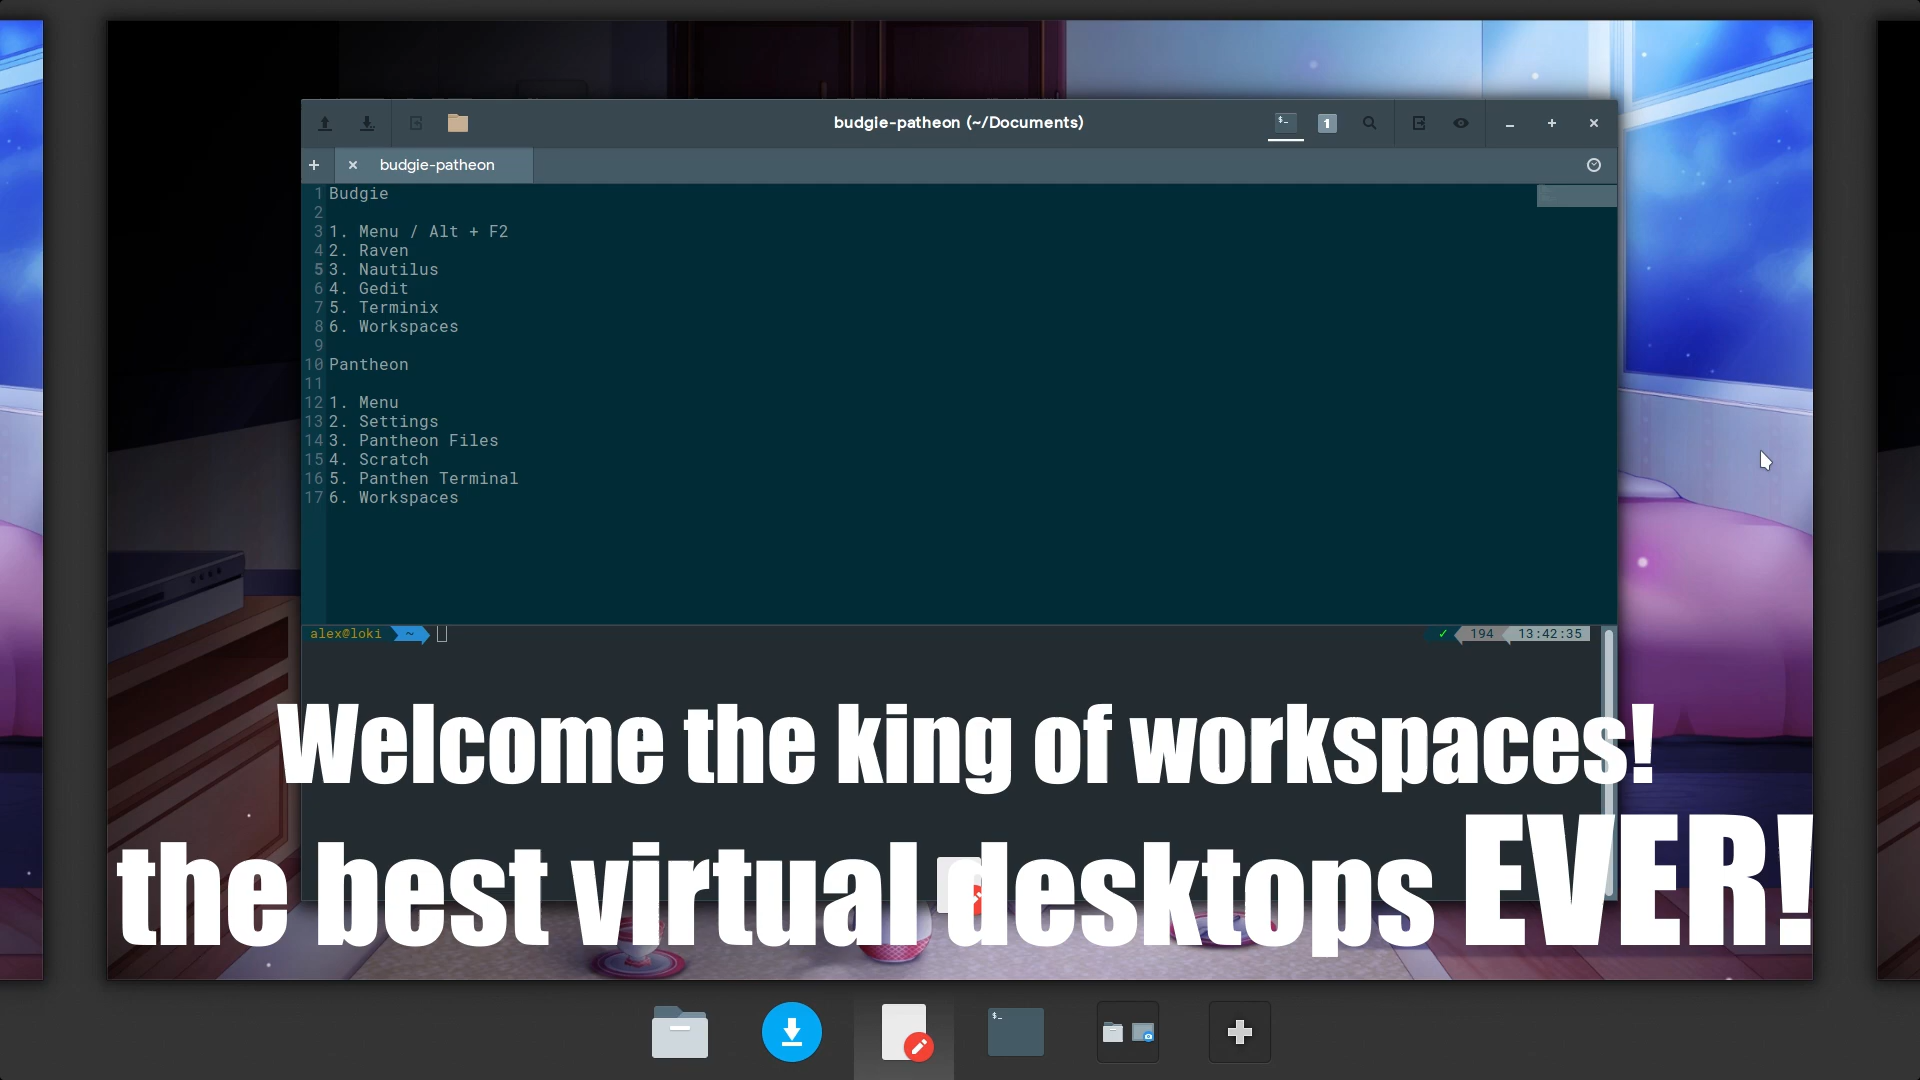 budgie-patheon (~/Documents)
$-
1
budgie-patheon
1 Budgie
2
3 1. Menu / Alt + F2
4 2. Raven
5 3. Nautilus
6 4. Gedit
7 5. Terminix
8 6. Workspaces
9
10 Pantheon
11
12 1. Menu
13 2. Settings
14 3. Pantheon Files
15 4. Scratch
16 5. Panthen Terminal
17 6. Workspaces
alex@loki ~ ✓ 194 13:42:35
Welcome the king of workspaces!
the best virtual desktops EVER!
$-